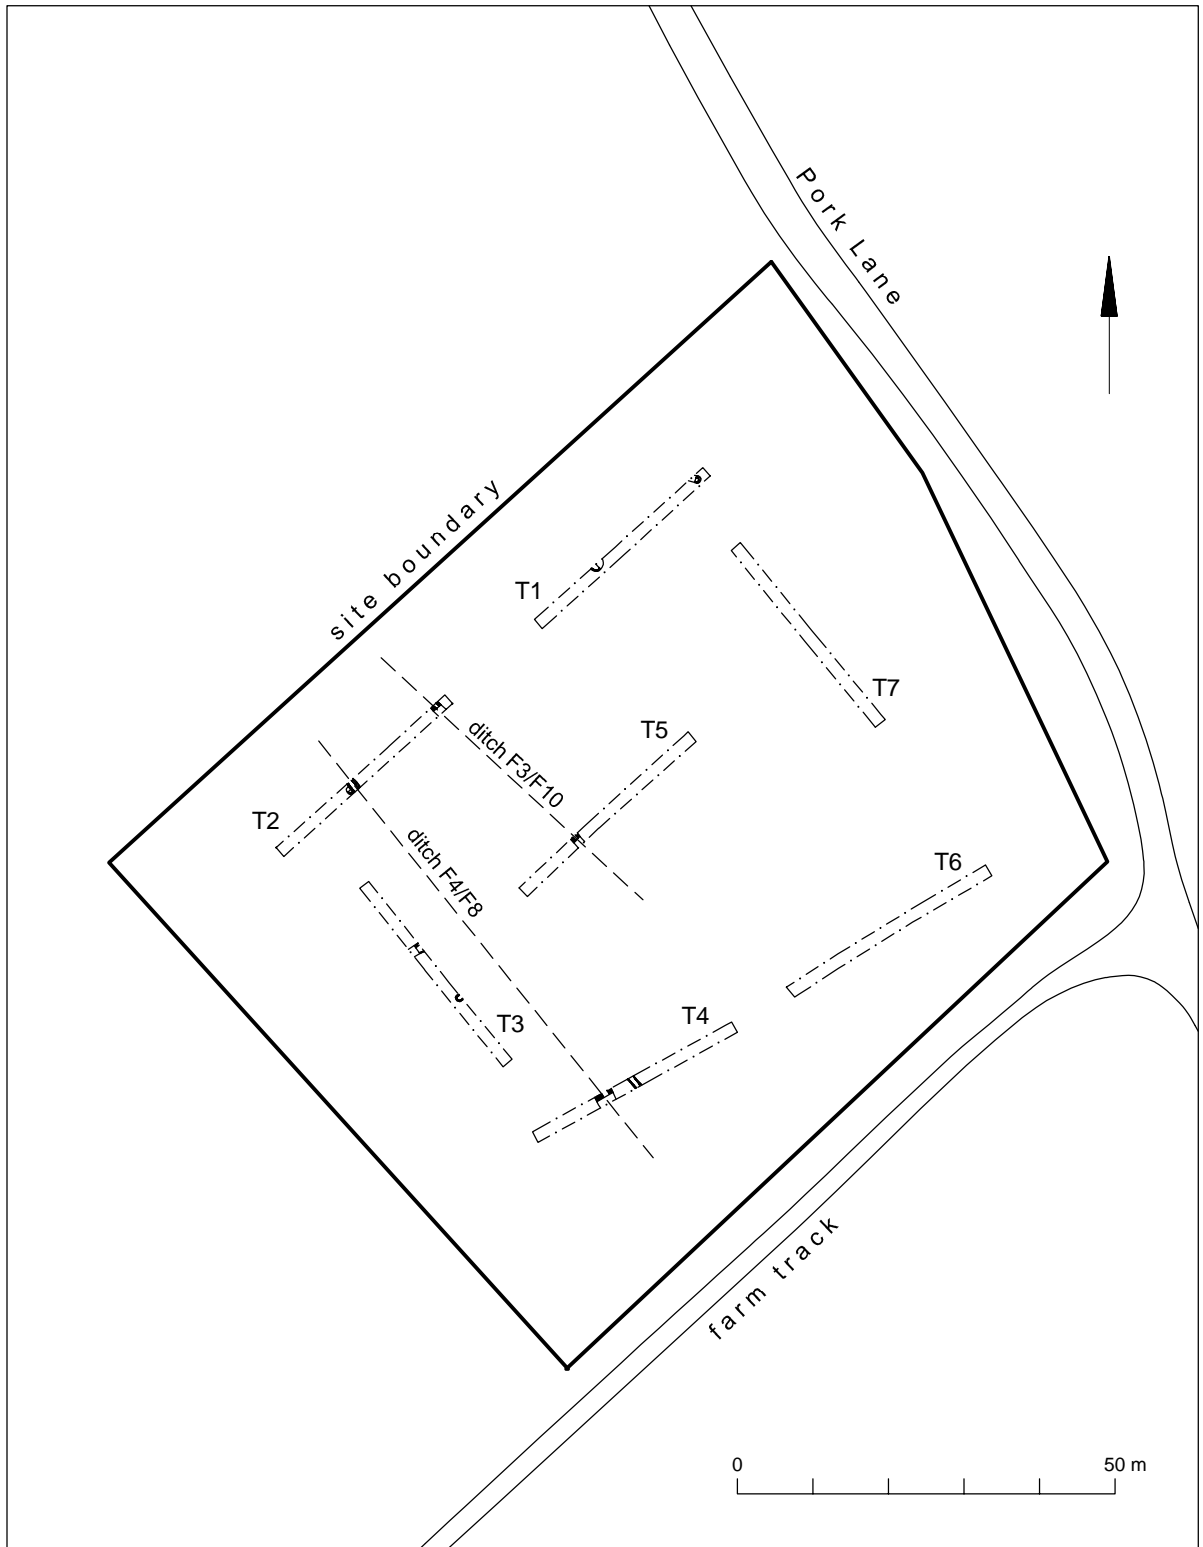 Pork Lane
site boundary
T1
T7
ditch F3/F10
T5
T2
ditch F4/F8
T6
T3
T4
farm track
0
50 m